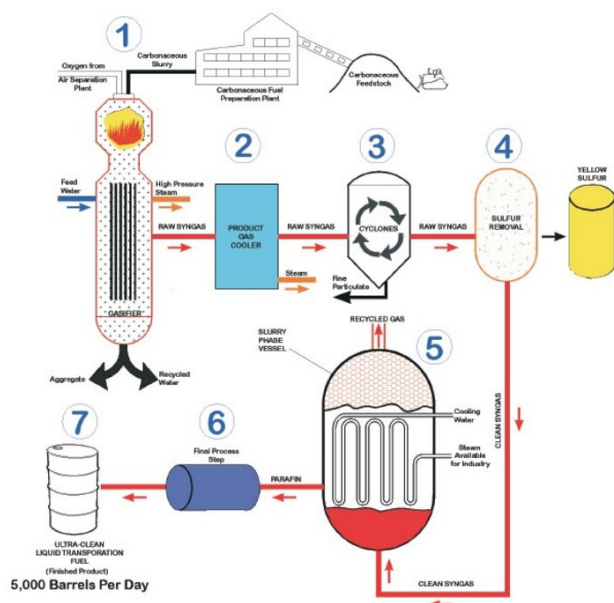 1
Oxygen from
Air Separation
Plant
Carbonaceous
Slurry
Carbonaceous Fuel
Preparation Plant
Carbonaceous
Feedstock
Feed
Water
High Pressure
Steam
RAW SYNGAS
GASIFIER
Aggregate
Recycled
Water
2
PRODUCT
GAS
COOLER
Steam
RAW SYNGAS
3
CYCLONES
Fine
Particulate
RAW SYNGAS
4
SULFUR
REMOVAL
YELLOW
SULFUR
CLEAN SYNGAS
CLEAN SYNGAS
5
RECYCLED GAS
SLURRY
PHASE
VESSEL
Cooling
Water
Steam
Available
for Industry
PARAFIN
6
Final Process
Step
7
ULTRA-CLEAN
LIQUID TRANSPORATION
FUEL
(Finished Product)
5,000 Barrels Per Day